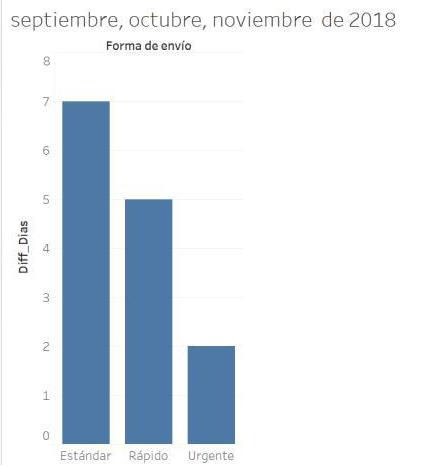 septiembre, octubre, noviembre de 2018
Forma de envío
8
7
6
5
4
3
2
1
0
Diff_Dias
Estándar Rápido Urgente